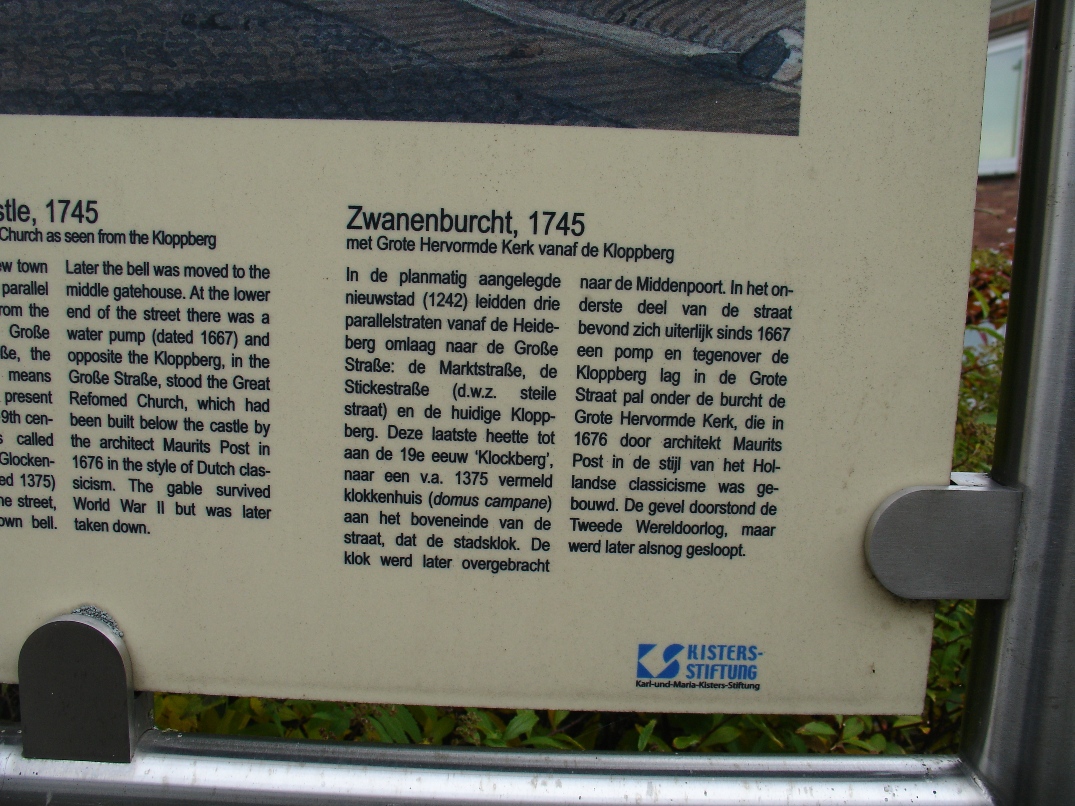 stle, 1745
Church as seen from the Kloppberg
ew town
parallel
rom the
Große
ße, the
means
present
9th cen-
s called
Glocken-
ed 1375)
he street,
own bell.
Later the bell was moved to the
middle gatehouse. At the lower
end of the street there was a
water pump (dated 1667) and
opposite the Kloppberg, in the
Große Straße, stood the Great
Refomed Church, which had
been built below the castle by
the architect Maurits Post in
1676 in the style of Dutch clas-
sicism. The gable survived
World War II but was later
taken down.
Zwanenburcht, 1745
met Grote Hervormde Kerk vanaf de Kloppberg
In de planmatig aangelegde
nieuwstad (1242) leidden drie
parallelstraten vanaf de Heide-
berg omlaag naar de Große
Straße: de Marktstraße, de
Stickestraße (d.w.z. steile
straat) en de huidige Klopp-
berg. Deze laatste heette tot
aan de 19e eeuw ‘Klockberg’,
naar een v.a. 1375 vermeld
klokkenhuis (domus campane)
aan het boveneinde van de
straat, dat de stadsklok. De
klok werd later overgebracht
naar de Middenpoort. In het on-
derste deel van de straat
bevond zich uiterlijk sinds 1667
een pomp en tegenover de
Kloppberg lag in de Grote
Straat pal onder de burcht de
Grote Hervormde Kerk, die in
1676 door architekt Maurits
Post in de stijl van het Hol-
landse classicisme was ge-
bouwd. De gevel doorstond de
Tweede Wereldoorlog, maar
werd later alsnog gesloopt.
KISTERS-
STIFTUNG
Karl-und-Maria-Kisters-Stiftung